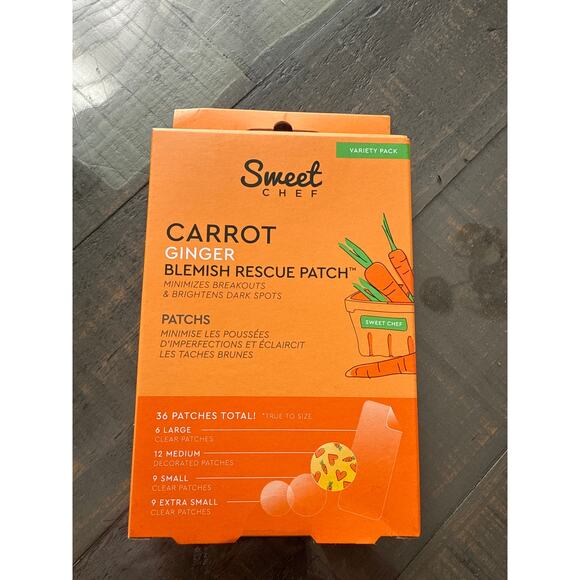 VARIETY PACK
Sweet
CHEF
CARROT
GINGER
BLEMISH RESCUE PATCH™
MINIMIZES BREAKOUTS
& BRIGHTENS DARK SPOTS
SWEET CHEF
PATCHS
MINIMISE LES POUSSÉES
D'IMPERFECTIONS ET ÉCLAIRCIT
LES TACHES BRUNES
36 PATCHES TOTAL! *TRUE TO SIZE
6 LARGE
CLEAR PATCHES
12 MEDIUM
DECORATED PATCHES
9 SMALL
CLEAR PATCHES
9 EXTRA SMALL
CLEAR PATCHES